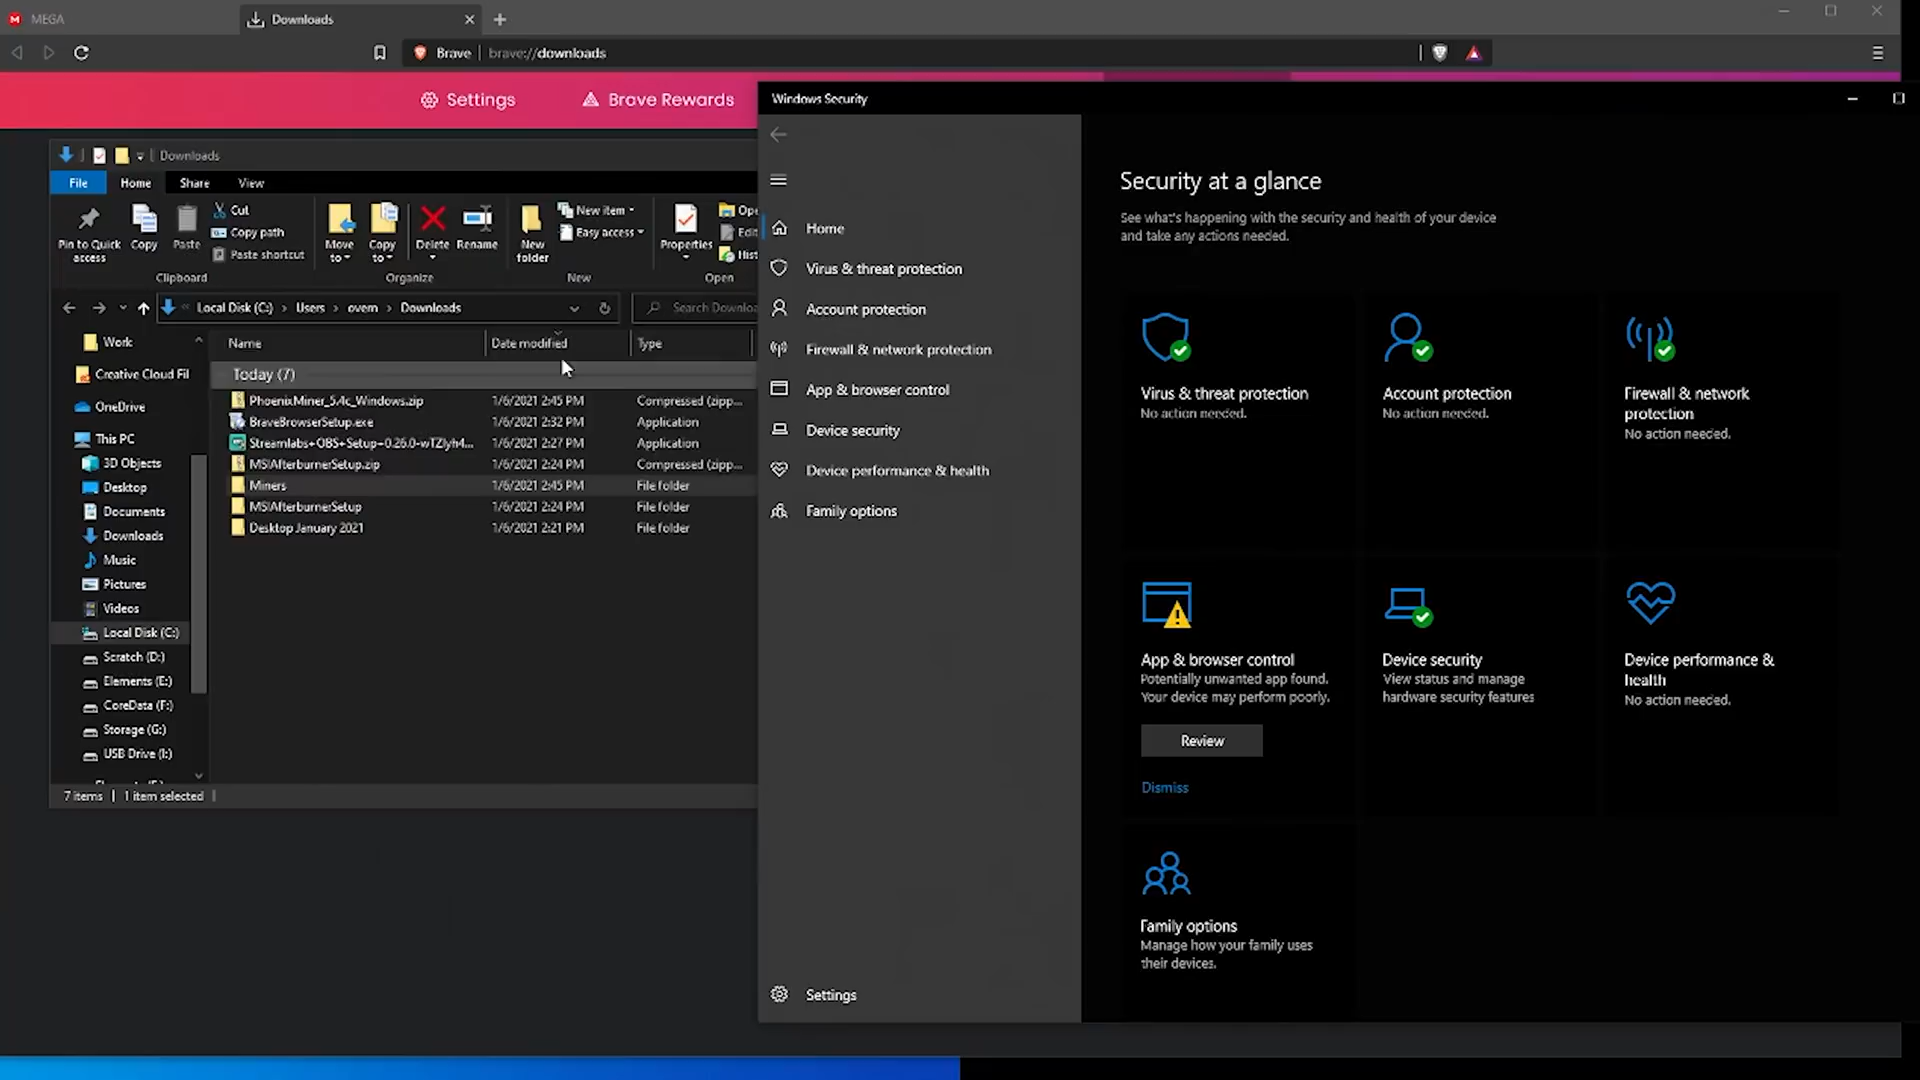 MEGA
Downloads
Brave
brave://downloads
Settings
Brave Rewards
Downloads
File
Home
Share
View
Pin to Quick access
Copy
Paste
Cut
Copy path
Paste shortcut
Clipboard
Move to
Copy to
Delete
Rename
Organize
New folder
New item
Easy access
New
Properties
Ope
Edi
Hist
Open
Local Disk (C:) › Users › ovem › Downloads
Search Downloa
Name
Date modified
Type
Today (7)
PhoenixMiner_5.4c_Windows.zip 1/6/2021 2:45 PM Compressed (zipp...
BraveBrowserSetup.exe 1/6/2021 2:32 PM Application
1/6/2021 2:27 PM Application
MSIAfterburnerSetup.zip 1/6/2021 2:24 PM Compressed (zipp...
Miners 1/6/2021 2:45 PM File folder
MSIAfterburnerSetup 1/6/2021 2:24 PM File folder
Desktop January 2021 1/6/2021 2:21 PM File folder
Work
Creative Cloud Fil
OneDrive
This PC
3D Objects
Desktop
Documents
Downloads
Music
Pictures
Videos
Local Disk (C:)
Scratch (D:)
Elements (E:)
CoreData (F:)
Storage (G:)
USB Drive (I:)
7 items
1 item selected
Windows Security
Home
Virus & threat protection
Account protection
Firewall & network protection
App & browser control
Device security
Device performance & health
Family options
Settings
Security at a glance
See what's happening with the security and health of your device
and take any actions needed.
Virus & threat protection
No action needed.
Account protection
No action needed.
Firewall & network
protection
No action needed.
App & browser control
Potentially unwanted app found.
Your device may perform poorly.
Review
Dismiss
Device security
View status and manage
hardware security features
Device performance &
health
No action needed.
Family options
Manage how your family uses
their devices.